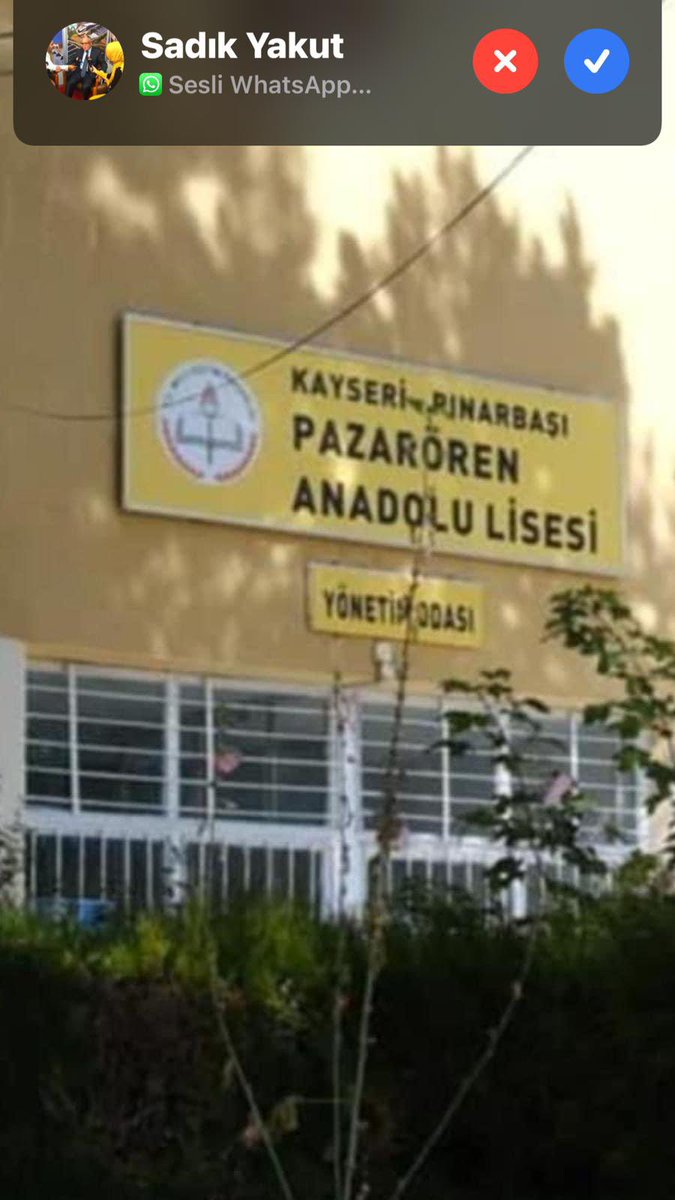 Sadık Yakut
Sesli WhatsApp...
KAYSERİ - PINARBAŞI
PAZARÖREN
ANADOLU LİSESİ
YÖNETİM ODASI